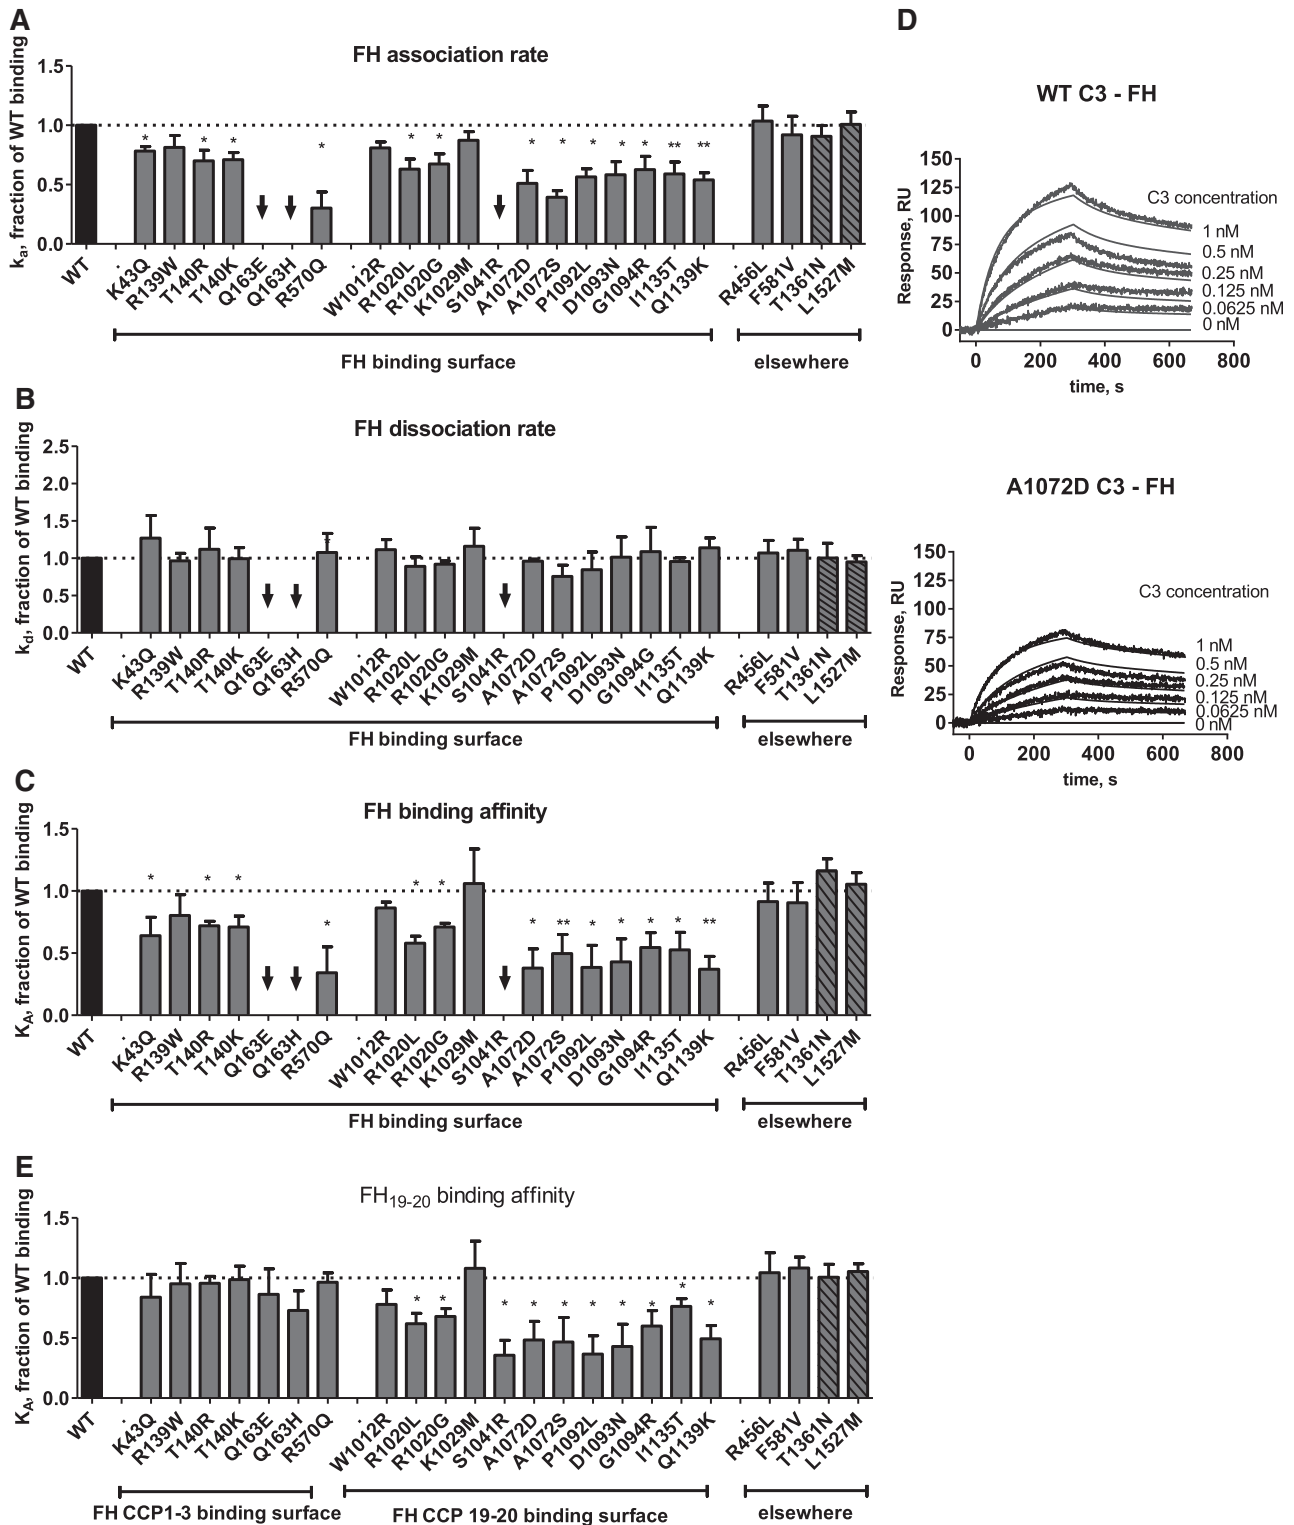 A
FH association rate
kₐ, fraction of WT binding
1.5
1.0
0.5
0.0
* * * * * * * * * * * ** **
WT - K43Q R139W T140R T140K Q163E Q163H R570Q - W1012R R1020L R1020G K1029M S1041R A1072D A1072S P1092L D1093N G1094R I1135T Q1139K - R456L F581V T1361N L1527M
FH binding surface elsewhere
B
FH dissociation rate
k_d, fraction of WT binding
2.5
2.0
1.5
1.0
0.5
0.0
*
WT - K43Q R139W T140R T140K Q163E Q163H R570Q - W1012R R1020L R1020G K1029M S1041R A1072D A1072S P1092L D1093N G1094G I1135T Q1139K - R456L F581V T1361N L1527M
FH binding surface elsewhere
C
FH binding affinity
K_A, fraction of WT binding
1.5
1.0
0.5
0.0
* * * * * * * ** * * * * **
WT - K43Q R139W T140R T140K Q163E Q163H R570Q - W1012R R1020L R1020G K1029M S1041R A1072D A1072S P1092L D1093N G1094R I1135T Q1139K - R456L F581V T1361N L1527M
FH binding surface elsewhere
D
WT C3 - FH
Response, RU
150
125
100
75
50
25
0
C3 concentration
1 nM
0.5 nM
0.25 nM
0.125 nM
0.0625 nM
0 nM
0 200 400 600 800
time, s
A1072D C3 - FH
Response, RU
150
125
100
75
50
25
0
C3 concentration
1 nM
0.5 nM
0.25 nM
0.125 nM
0.0625 nM
0 nM
0 200 400 600 800
time, s
E
FH₁₉₋₂₀ binding affinity
K_A, fraction of WT binding
1.5
1.0
0.5
0.0
* * * * * * * * * *
WT - K43Q R139W T140R T140K Q163E Q163H R570Q - W1012R R1020L R1020G K1029M S1041R A1072D A1072S P1092L D1093N G1094R I1135T Q1139K - R456L F581V T1361N L1527M
FH CCP1-3 binding surface FH CCP 19-20 binding surface elsewhere